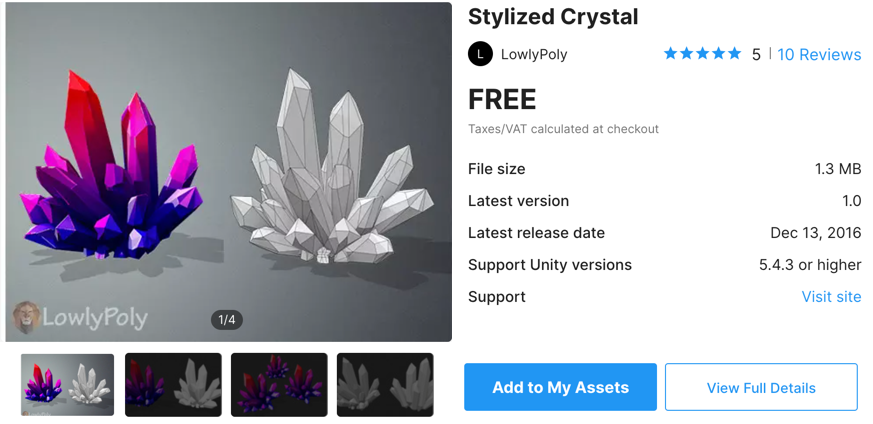 Stylized Crystal
L LowlyPoly
5 | 10 Reviews
FREE
Taxes/VAT calculated at checkout
File size 1.3 MB
Latest version 1.0
Latest release date Dec 13, 2016
Support Unity versions 5.4.3 or higher
Support Visit site
LowlyPoly
1/4
Add to My Assets
View Full Details